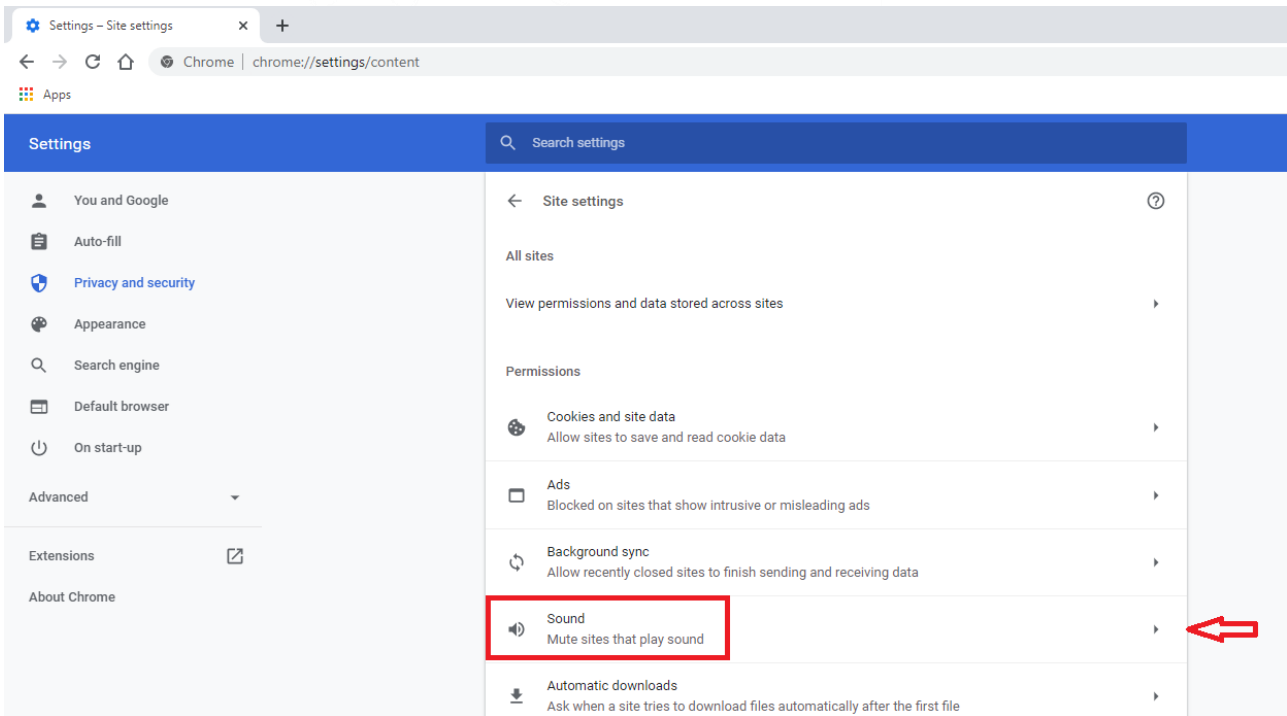 Settings – Site settings
Chrome | chrome://settings/content
Apps
Settings
Search settings
You and Google
Auto-fill
Privacy and security
Appearance
Search engine
Default browser
On start-up
Advanced
Extensions
About Chrome
Site settings
All sites
View permissions and data stored across sites
Permissions
Cookies and site data
Allow sites to save and read cookie data
Ads
Blocked on sites that show intrusive or misleading ads
Background sync
Allow recently closed sites to finish sending and receiving data
Sound
Mute sites that play sound
Automatic downloads
Ask when a site tries to download files automatically after the first file